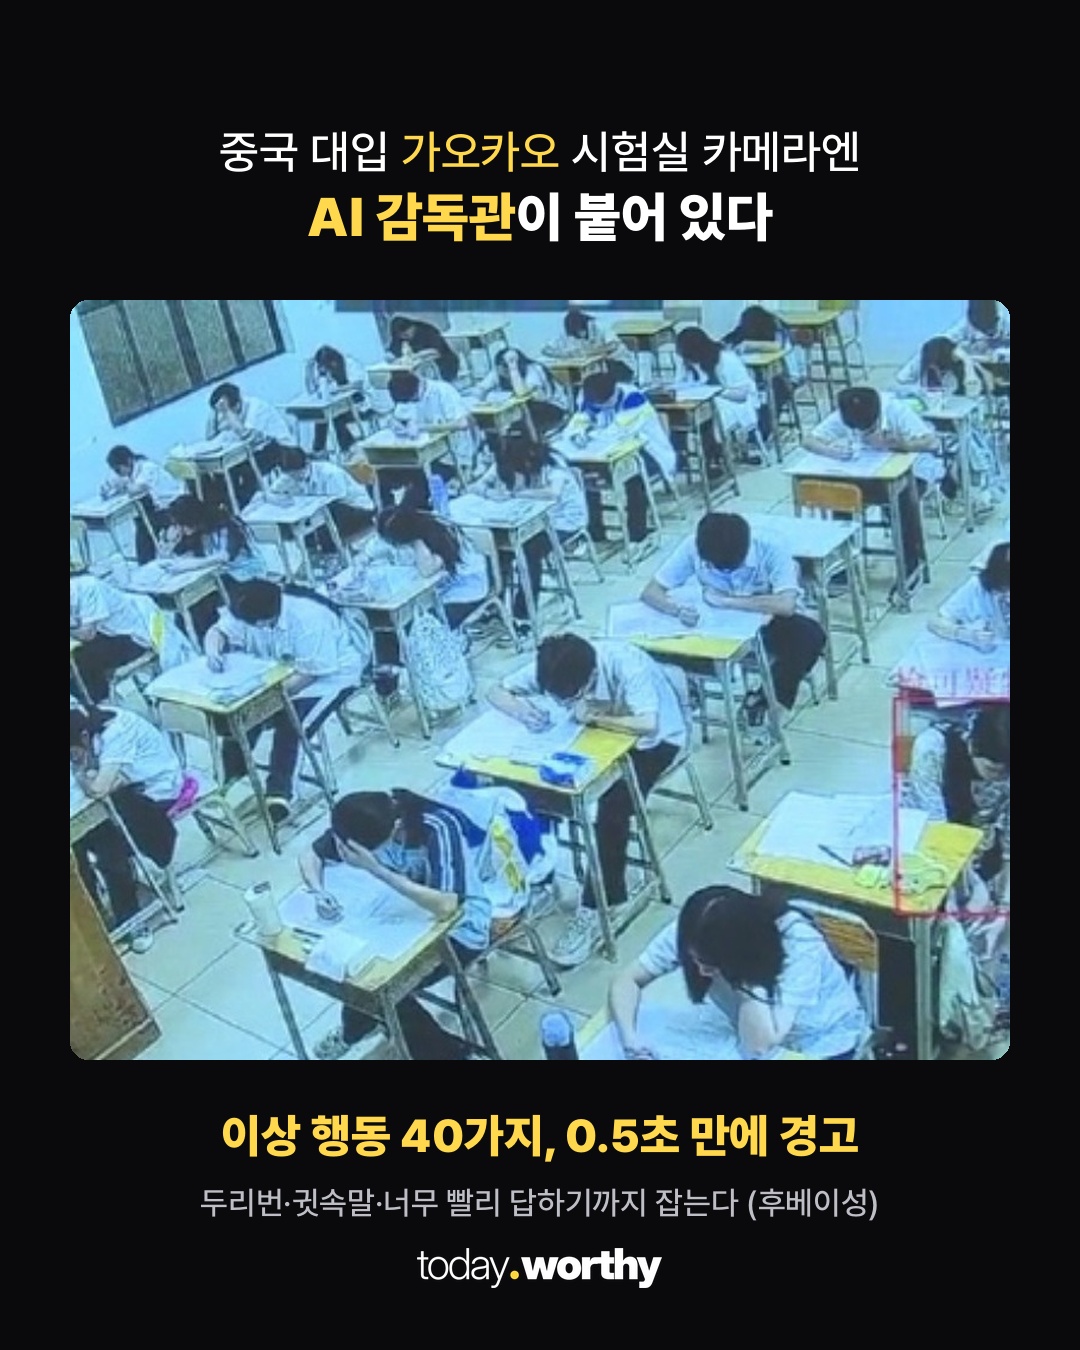 중국 대입 가오카오 시험실 카메라엔
AI 감독관이 붙어 있다
可疑
이상 행동 40가지, 0.5초 만에 경고
두리번·귓속말·너무 빨리 답하기까지 잡는다 (후베이성)
today.worthy